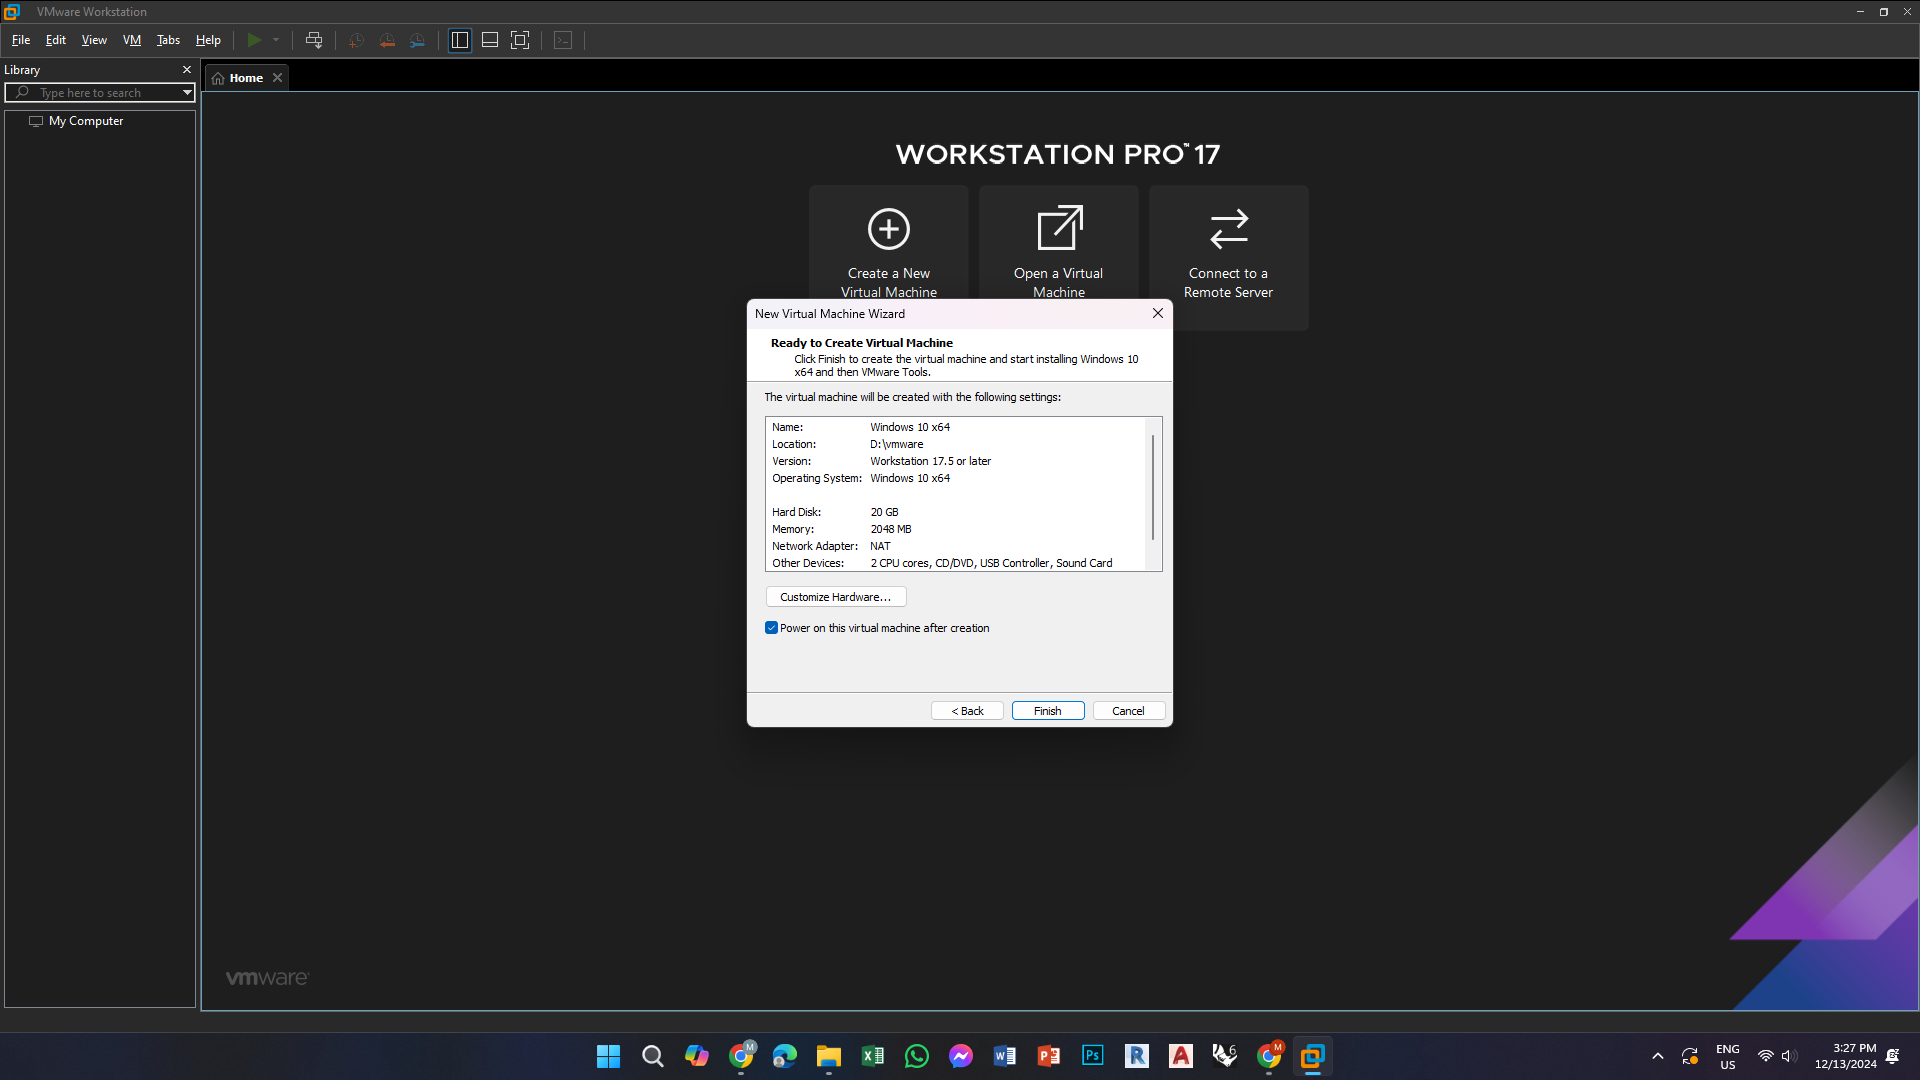 VMware Workstation
File Edit View VM Tabs Help
Library
Type here to search
My Computer
Home
WORKSTATION PRO™ 17
Create a New
Virtual Machine
Open a Virtual
Machine
Connect to a
Remote Server
New Virtual Machine Wizard
Ready to Create Virtual Machine
Click Finish to create the virtual machine and start installing Windows 10
x64 and then VMware Tools.
The virtual machine will be created with the following settings:
Name: Windows 10 x64
Location: D:\vmware
Version: Workstation 17.5 or later
Operating System: Windows 10 x64
Hard Disk: 20 GB
Memory: 2048 MB
Network Adapter: NAT
Other Devices: 2 CPU cores, CD/DVD, USB Controller, Sound Card
Customize Hardware...
Power on this virtual machine after creation
< Back
Finish
Cancel
vmware
M
Ps
R
A
6
M
ENG
US
3:27 PM
12/13/2024